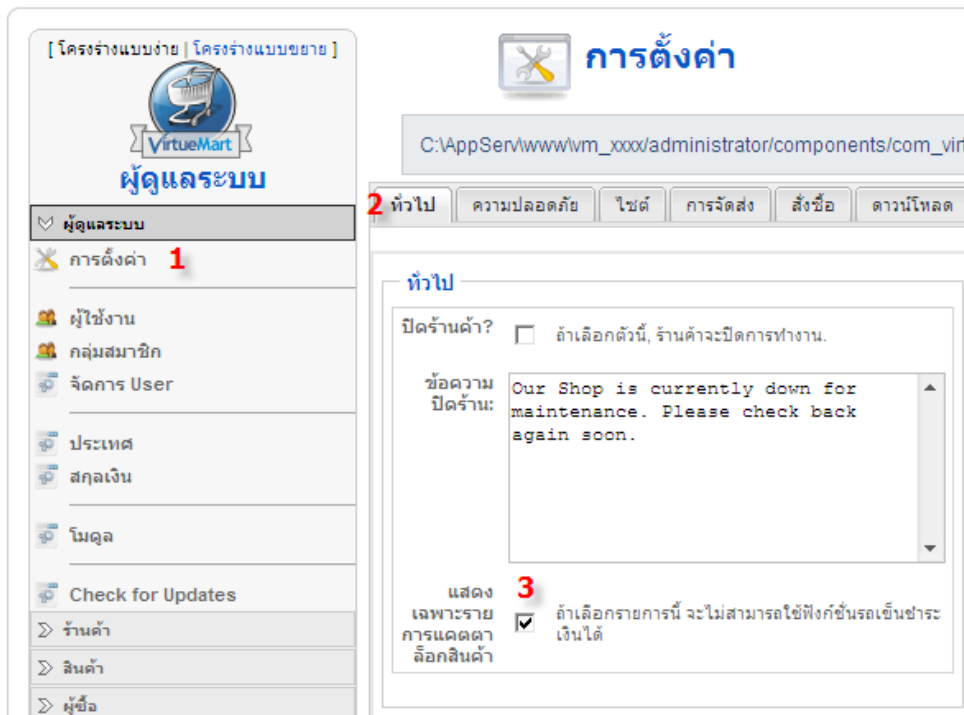 [ โครงร่างแบบง่าย | โครงร่างแบบขยาย ]
VirtueMart
ผู้ดูแลระบบ
ผู้ดูแลระบบ
การตั้งค่า 1
ผู้ใช้งาน
กลุ่มสมาชิก
จัดการ User
ประเทศ
สกุลเงิน
โมดูล
Check for Updates
ร้านค้า
สินค้า
ผู้ซื้อ
การตั้งค่า
C:\AppServ\www\vm_xxxx/administrator/components/com_virt
2 ทั่วไป ความปลอดภัย ไซต์ การจัดส่ง สั่งซื้อ ดาวน์โหลด
ทั่วไป
ปิดร้านค้า? ถ้าเลือกตัวนี้, ร้านค้าจะปิดการทำงาน.
ข้อความ
ปิดร้าน:
Our Shop is currently down for
maintenance. Please check back
again soon.
แสดง
เฉพาะราย
การแคตตา
ล็อกสินค้า
3
ถ้าเลือกรายการนี้ จะไม่สามารถใช้ฟังก์ชั่นรถเข็นชำระ
เงินได้